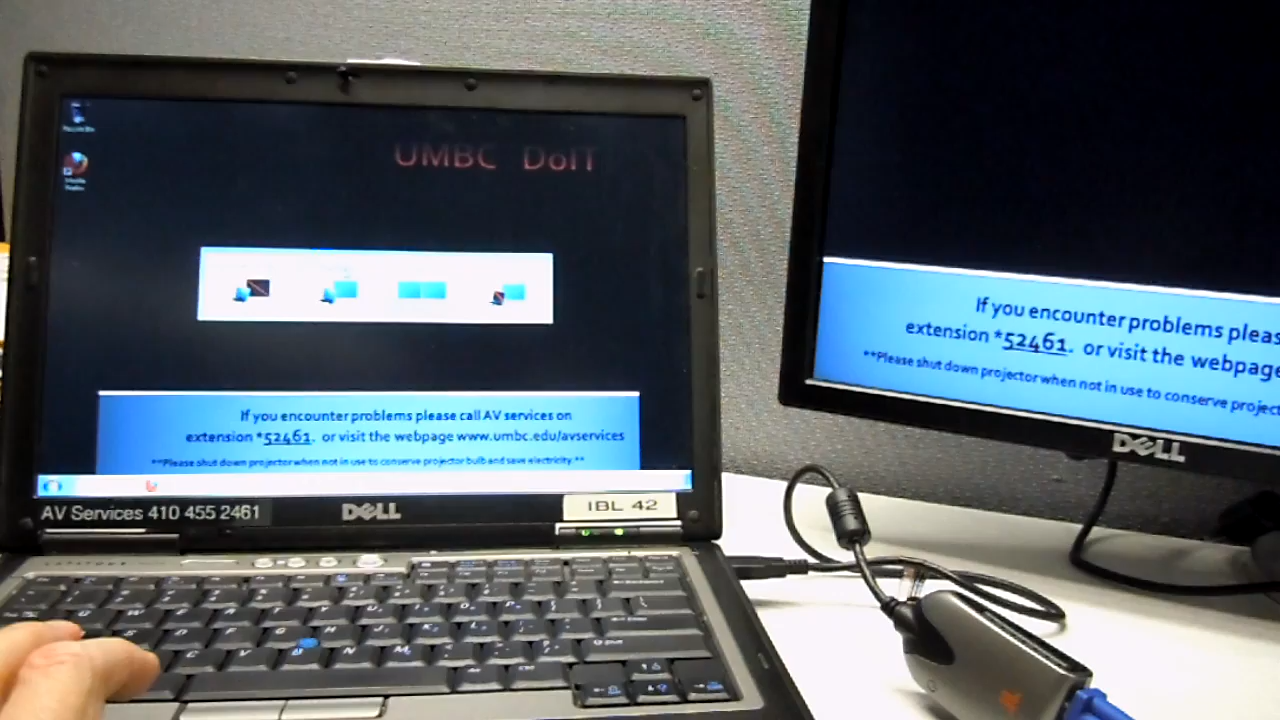 UMBC DoIT
If you encounter problems please call AV services on
extension *52461. or visit the webpage www.umbc.edu/avservices
**Please shut down projector when not in use to conserve projector bulb and save electricity.**
AV Services 410 455 2461
DELL
IBL 42
If you encounter problems pleas
extension *52461. or visit the webpage
**Please shut down projector when not in use to conserve project
DELL